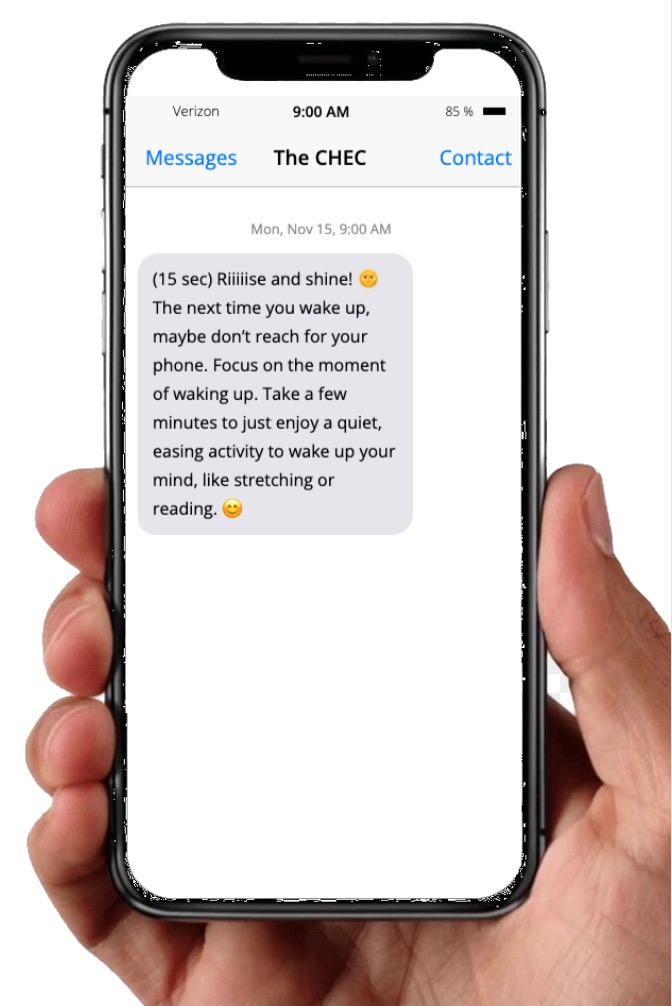 Verizon 9:00 AM 85 %
Messages The CHEC Contact
Mon, Nov 15, 9:00 AM
(15 sec) Riiiiise and shine! 🌞
The next time you wake up,
maybe don’t reach for your
phone. Focus on the moment
of waking up. Take a few
minutes to just enjoy a quiet,
easing activity to wake up your
mind, like stretching or
reading. 😊